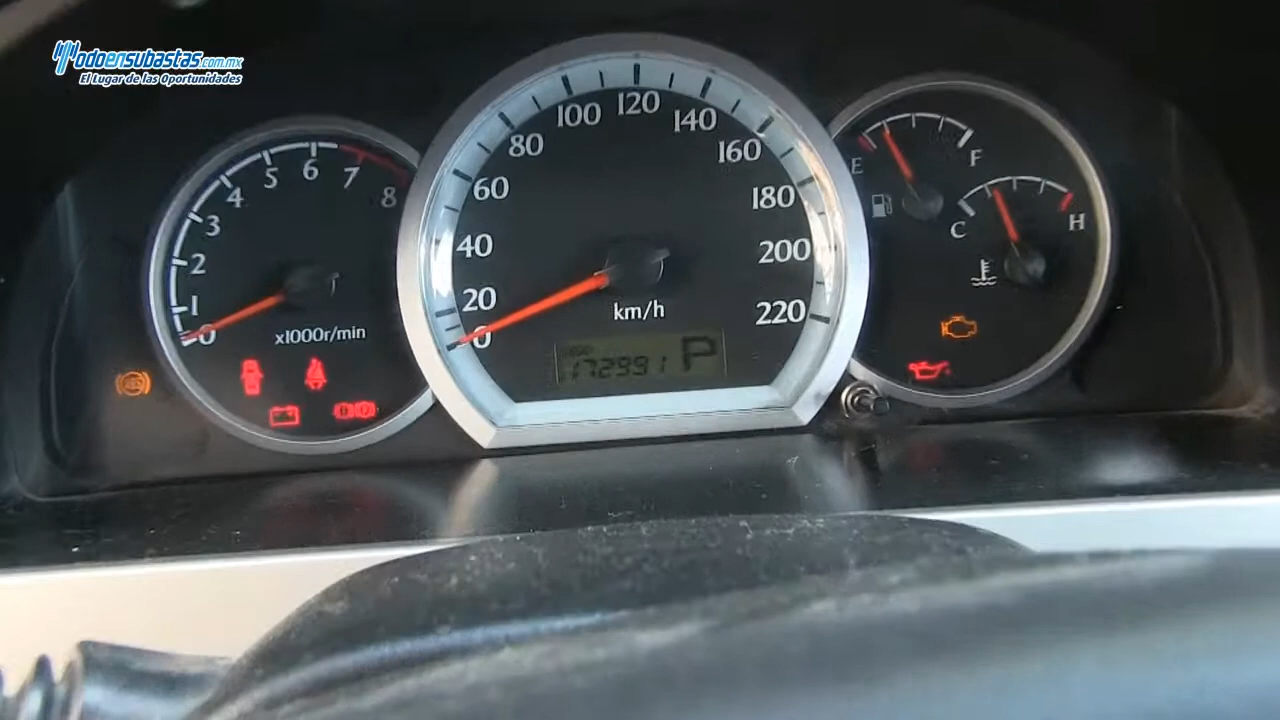 odoensubastas.com.mx
El Lugar de las Oportunidades
0 1 2 3 4 5 6 7 8
x1000r/min
0 20 40 60 80 100 120 140 160 180 200 220
km/h
172991 P
E F
C H